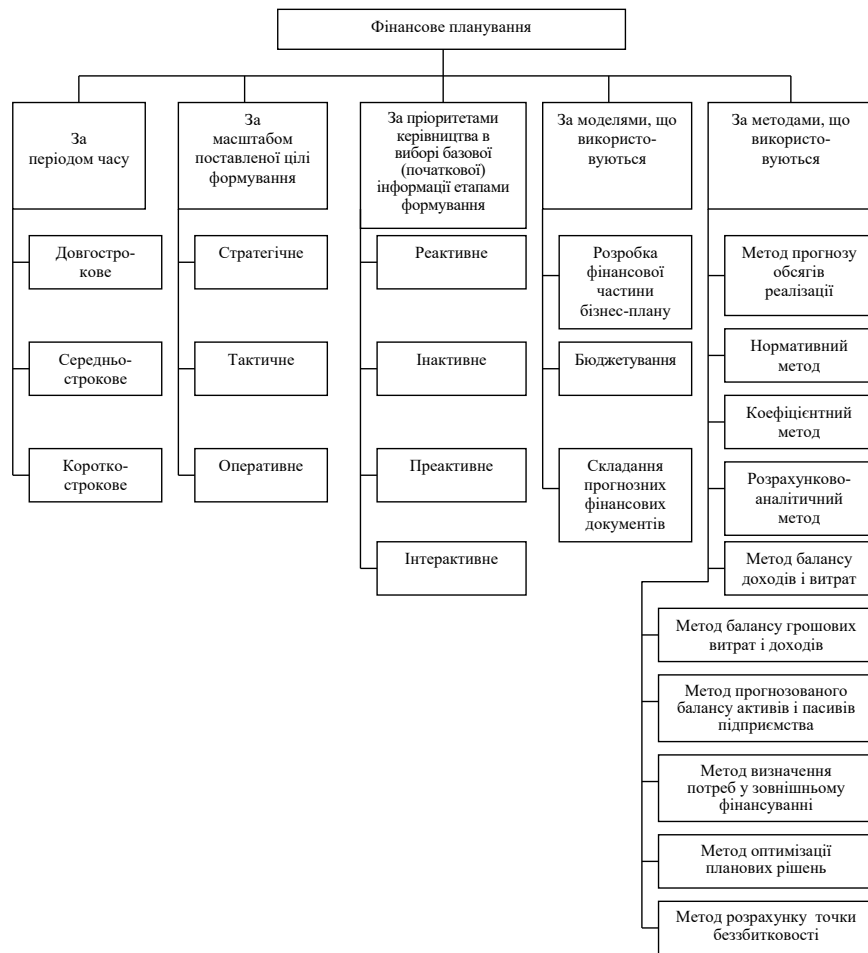 Фінансове планування
За
періодом часу
За
масштабом
поставленої цілі
формування
За пріоритетами
керівництва в
виборі базової
(початкової)
інформації етапами
формування
За моделями, що
використо-
вуються
За методами, що
використо-
вуються
Довгостро-
кове
Середньо-
строкове
Коротко-
строкове
Стратегічне
Тактичне
Оперативне
Реактивне
Інактивне
Преактивне
Інтерактивне
Розробка
фінансової
частини
бізнес-плану
Бюджетування
Складання
прогнозних
фінансових
документів
Метод прогнозу
обсягів
реалізації
Нормативний
метод
Коефіцієнтний
метод
Розрахунково-
аналітичний
метод
Метод балансу
доходів і витрат
Метод балансу грошових
витрат і доходів
Метод прогнозованого
балансу активів і пасивів
підприємства
Метод визначення
потреб у зовнішньому
фінансуванні
Метод оптимізації
планових рішень
Метод розрахунку точки
беззбитковості